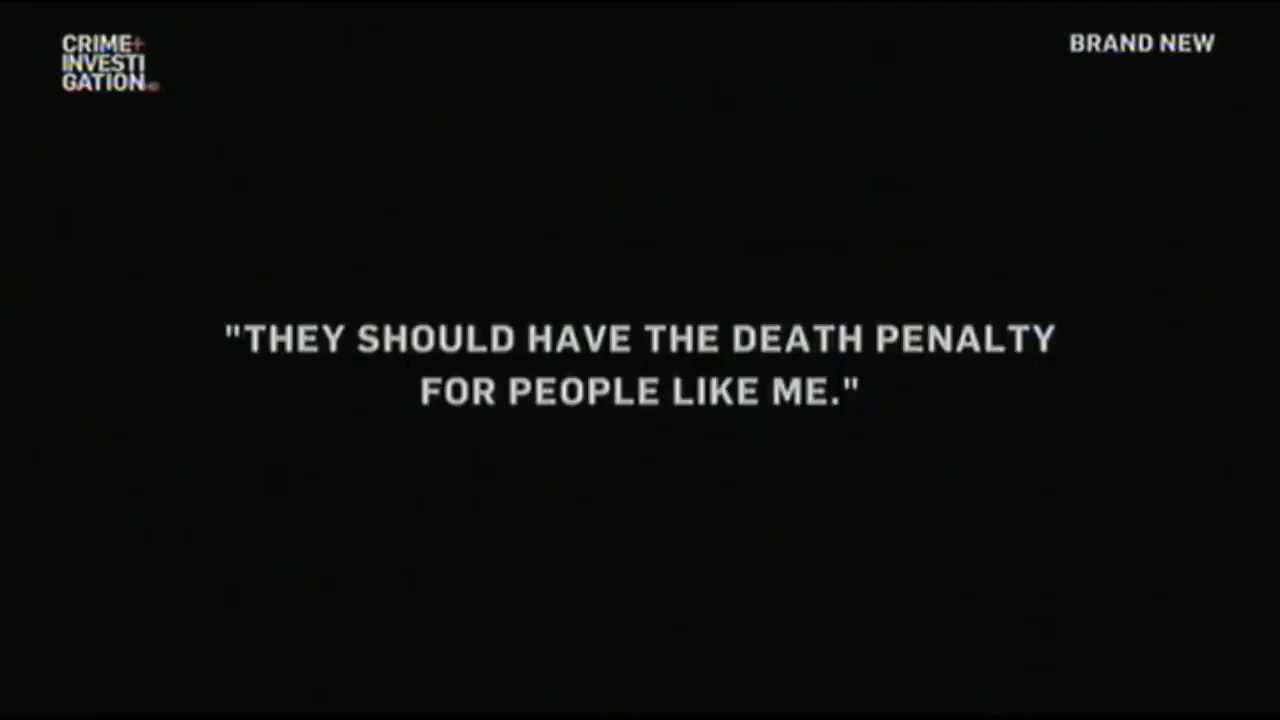 CRIME+
INVESTI
GATION
BRAND NEW
"THEY SHOULD HAVE THE DEATH PENALTY
FOR PEOPLE LIKE ME."